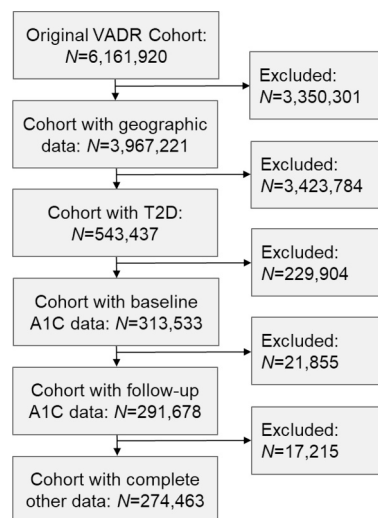 Original VADR Cohort:
N=6,161,920
Excluded:
N=3,350,301
Cohort with geographic
data: N=3,967,221
Excluded:
N=3,423,784
Cohort with T2D:
N=543,437
Excluded:
N=229,904
Cohort with baseline
A1C data: N=313,533
Excluded:
N=21,855
Cohort with follow-up
A1C data: N=291,678
Excluded:
N=17,215
Cohort with complete
other data: N=274,463